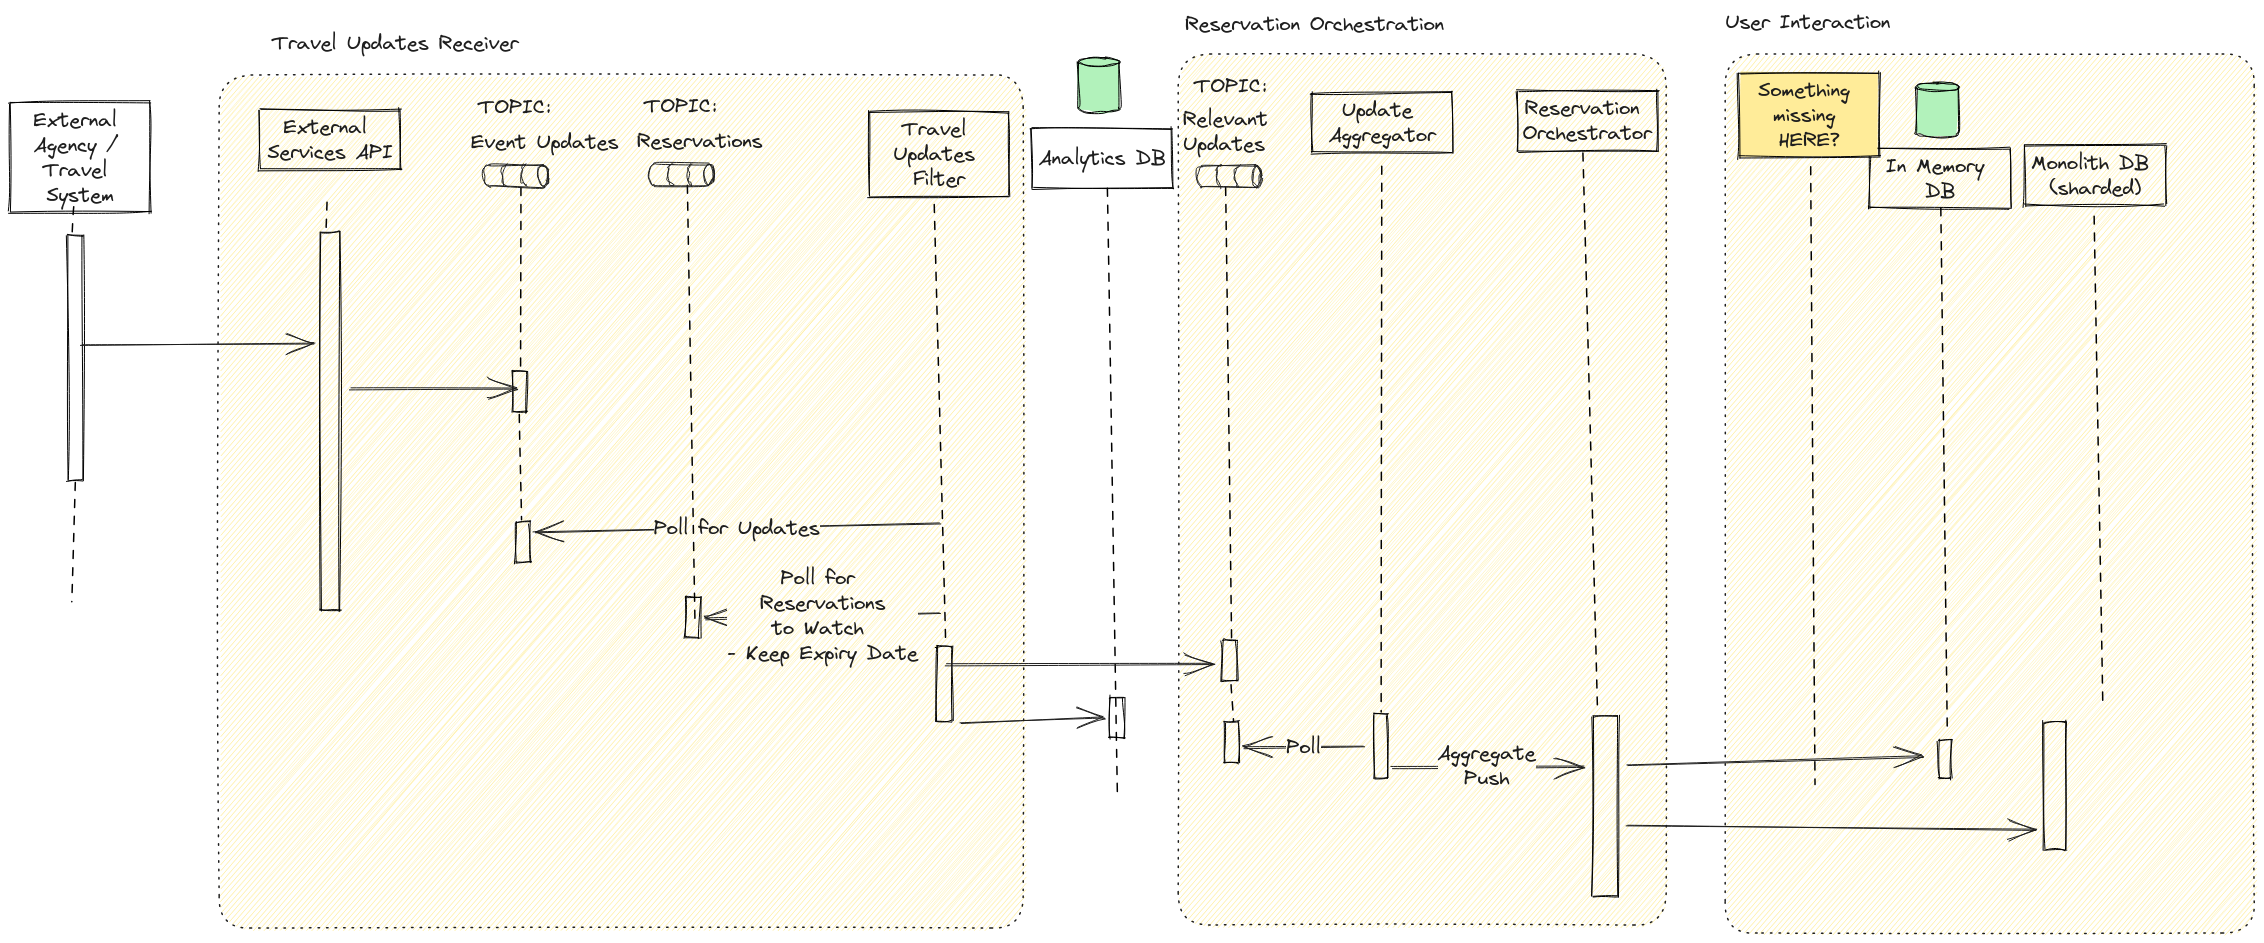 Travel Updates Receiver
Reservation Orchestration
User Interaction
External
Agency /
Travel
System
External
Services API
TOPIC:
Event Updates
TOPIC:
Reservations
Travel
Updates
Filter
Analytics DB
TOPIC:
Relevant
Updates
Update
Aggregator
Reservation
Orchestrator
Something
missing
HERE?
In Memory
DB
Monolith DB
(sharded)
Poll for Updates
Poll for
Reservations
to Watch
- Keep Expiry Date
Poll
Aggregate
Push